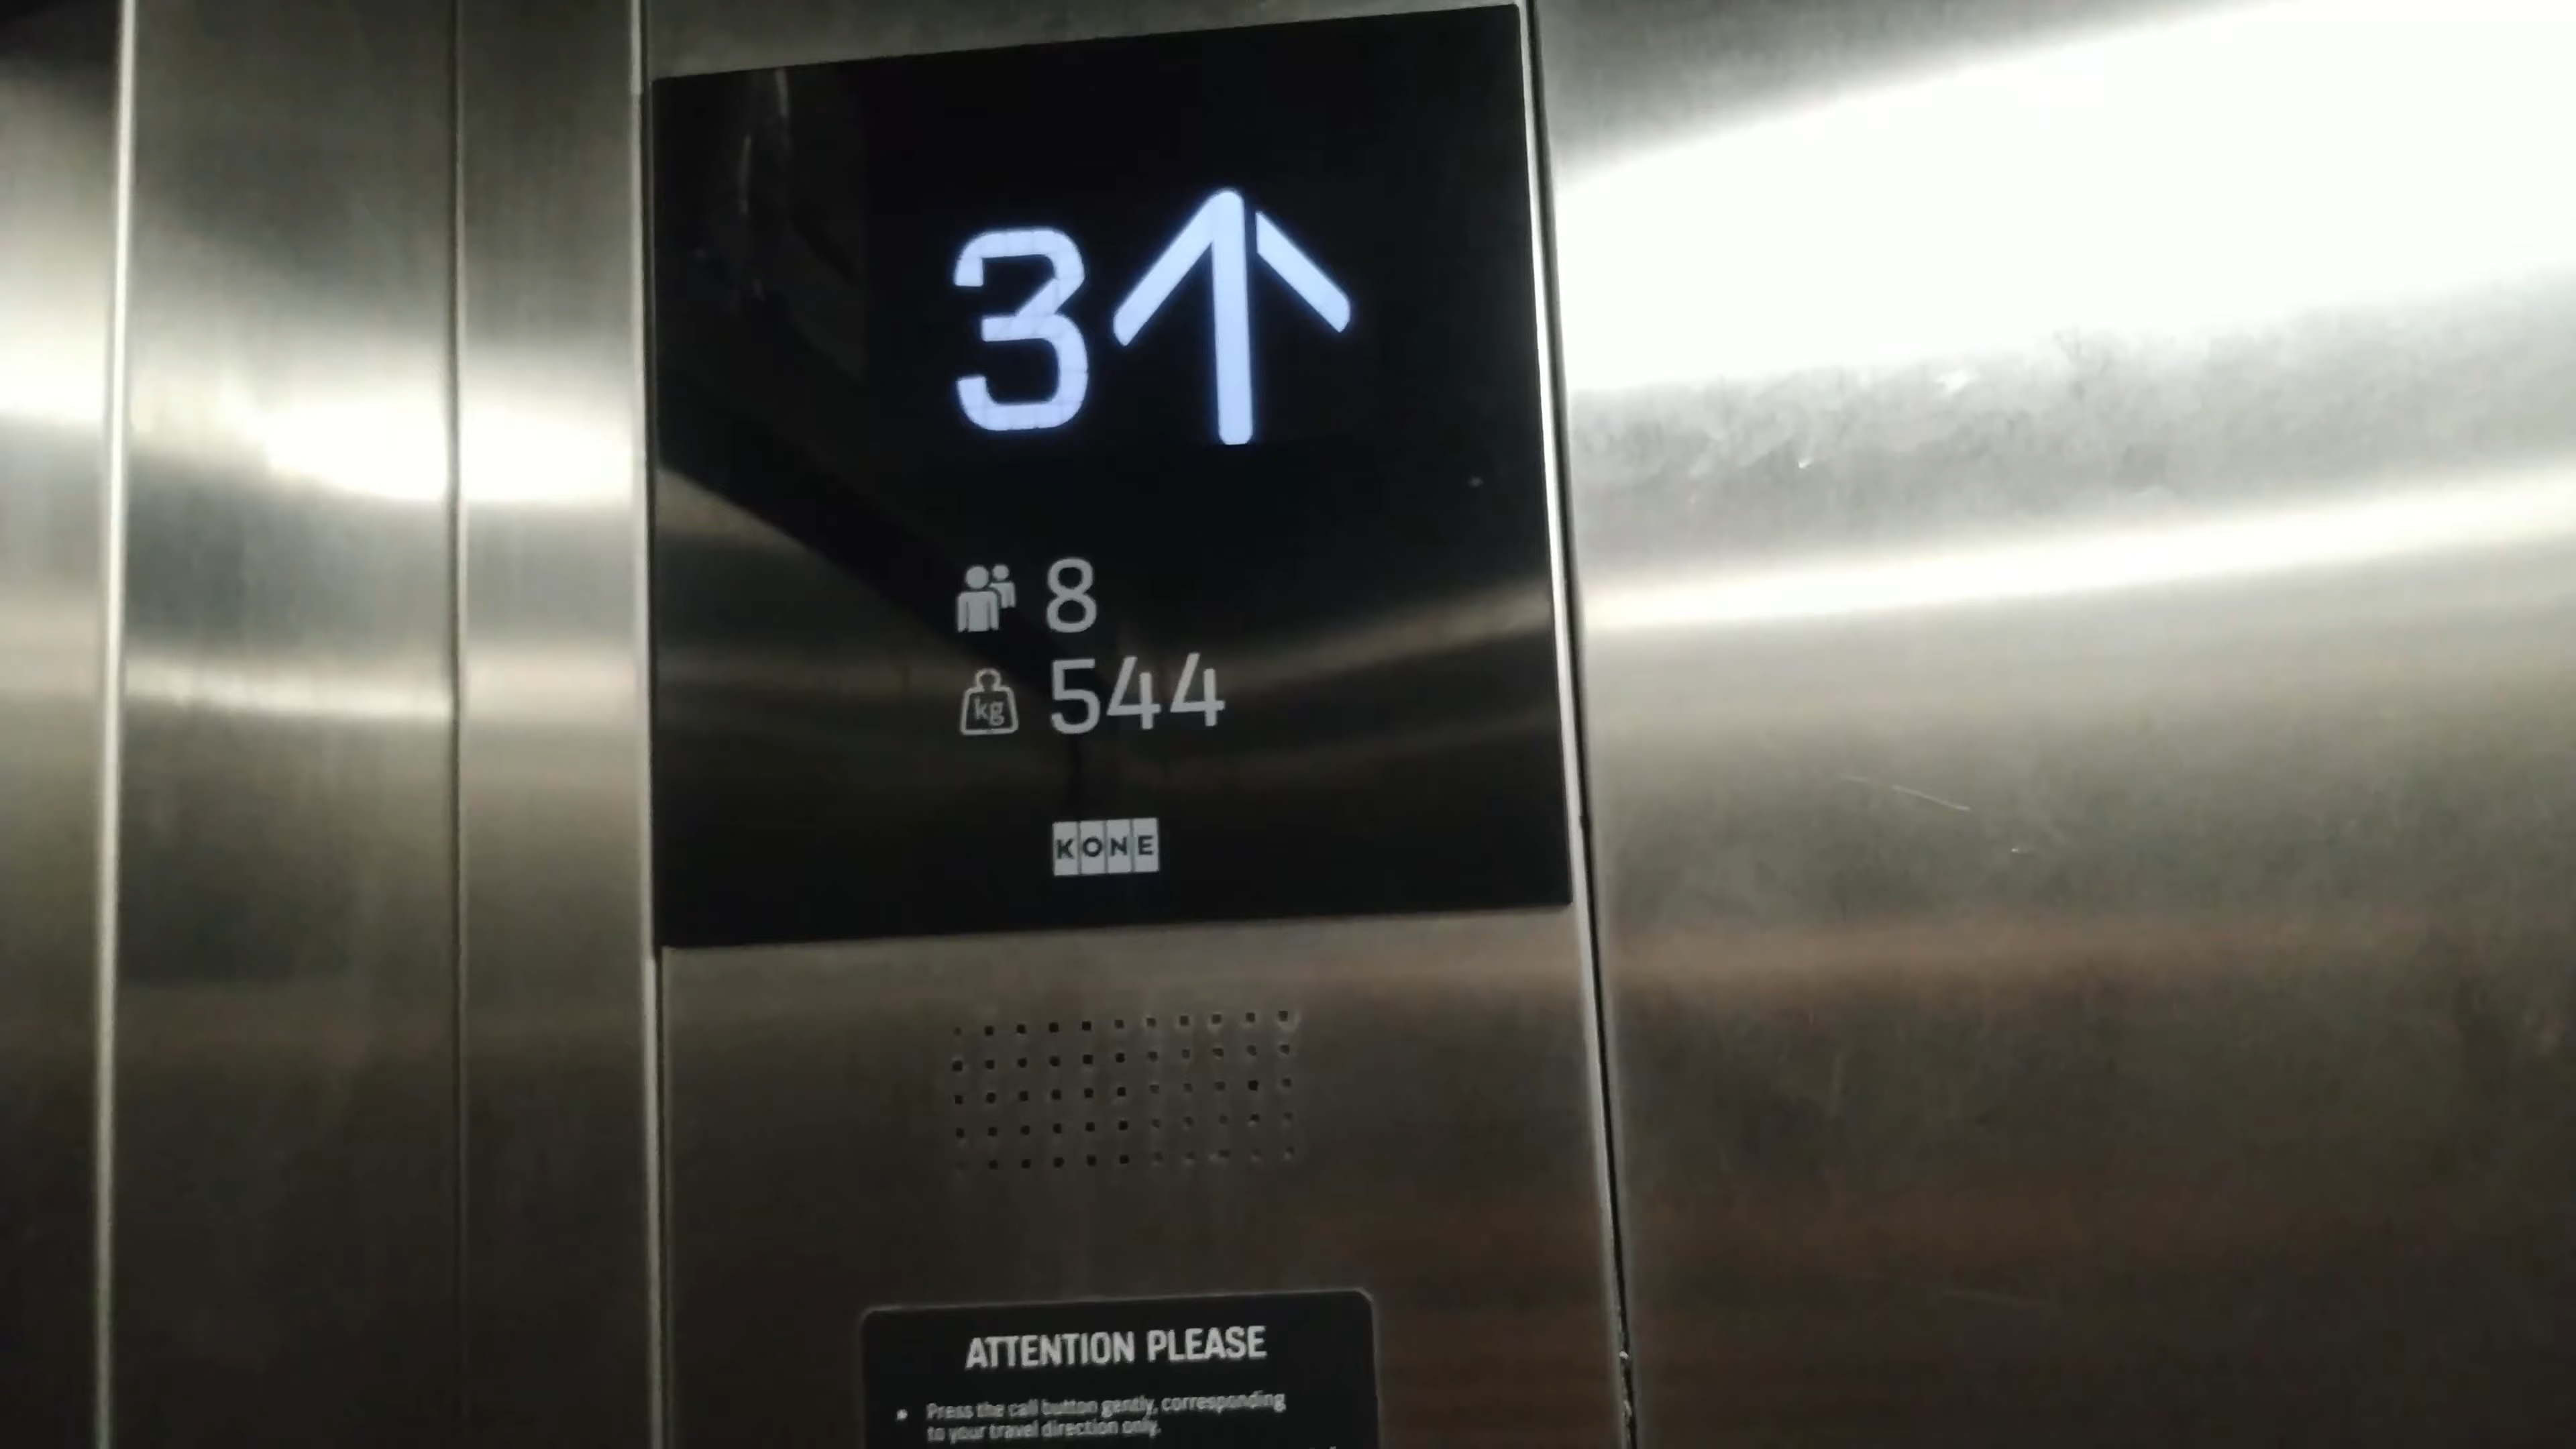 3
8
kg 544
KONE
ATTENTION PLEASE
• Press the call button gently, corresponding
to your travel direction only.